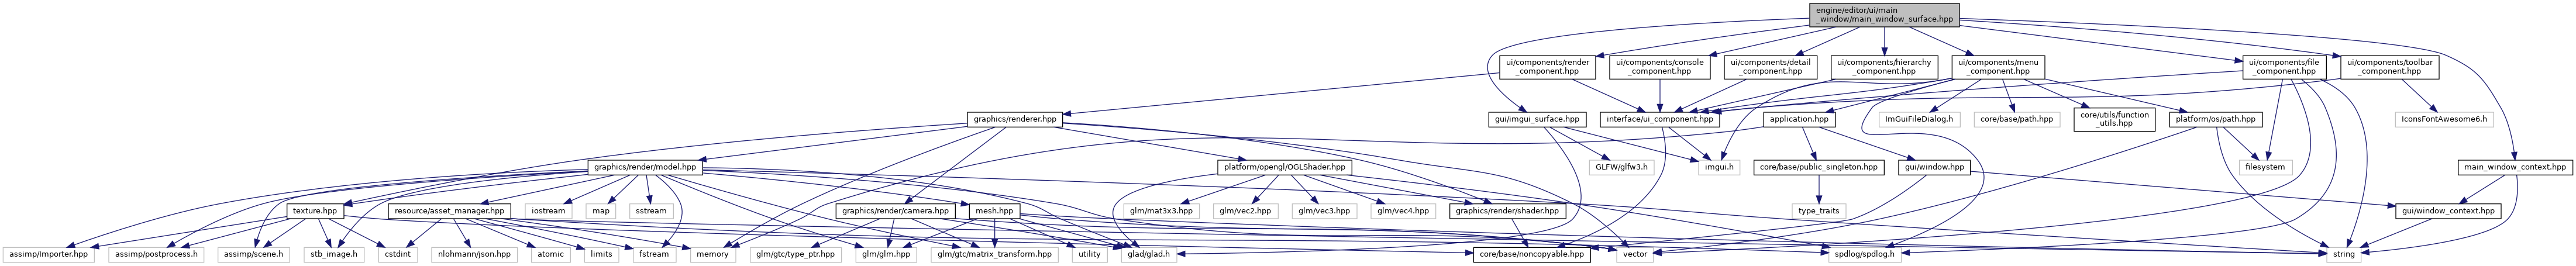 engine/editor/ui/main
_window/main_window_surface.hpp
ui/components/render
_component.hpp
ui/components/console
_component.hpp
ui/components/detail
_component.hpp
ui/components/hierarchy
_component.hpp
ui/components/menu
_component.hpp
ui/components/file
_component.hpp
ui/components/toolbar
_component.hpp
graphics/renderer.hpp
gui/imgui_surface.hpp
interface/ui_component.hpp
application.hpp
ImGuiFileDialog.h
core/base/path.hpp
core/utils/function
_utils.hpp
platform/os/path.hpp
IconsFontAwesome6.h
graphics/render/model.hpp
platform/opengl/OGLShader.hpp
GLFW/glfw3.h
imgui.h
core/base/public_singleton.hpp
gui/window.hpp
filesystem
main_window_context.hpp
texture.hpp
resource/asset_manager.hpp
iostream
map
sstream
graphics/render/camera.hpp
mesh.hpp
glm/mat3x3.hpp
glm/vec2.hpp
glm/vec3.hpp
glm/vec4.hpp
graphics/render/shader.hpp
type_traits
gui/window_context.hpp
assimp/Importer.hpp
assimp/postprocess.h
assimp/scene.h
stb_image.h
cstdint
nlohmann/json.hpp
atomic
limits
fstream
memory
glm/gtc/type_ptr.hpp
glm/glm.hpp
glm/gtc/matrix_transform.hpp
utility
glad/glad.h
core/base/noncopyable.hpp
vector
spdlog/spdlog.h
string